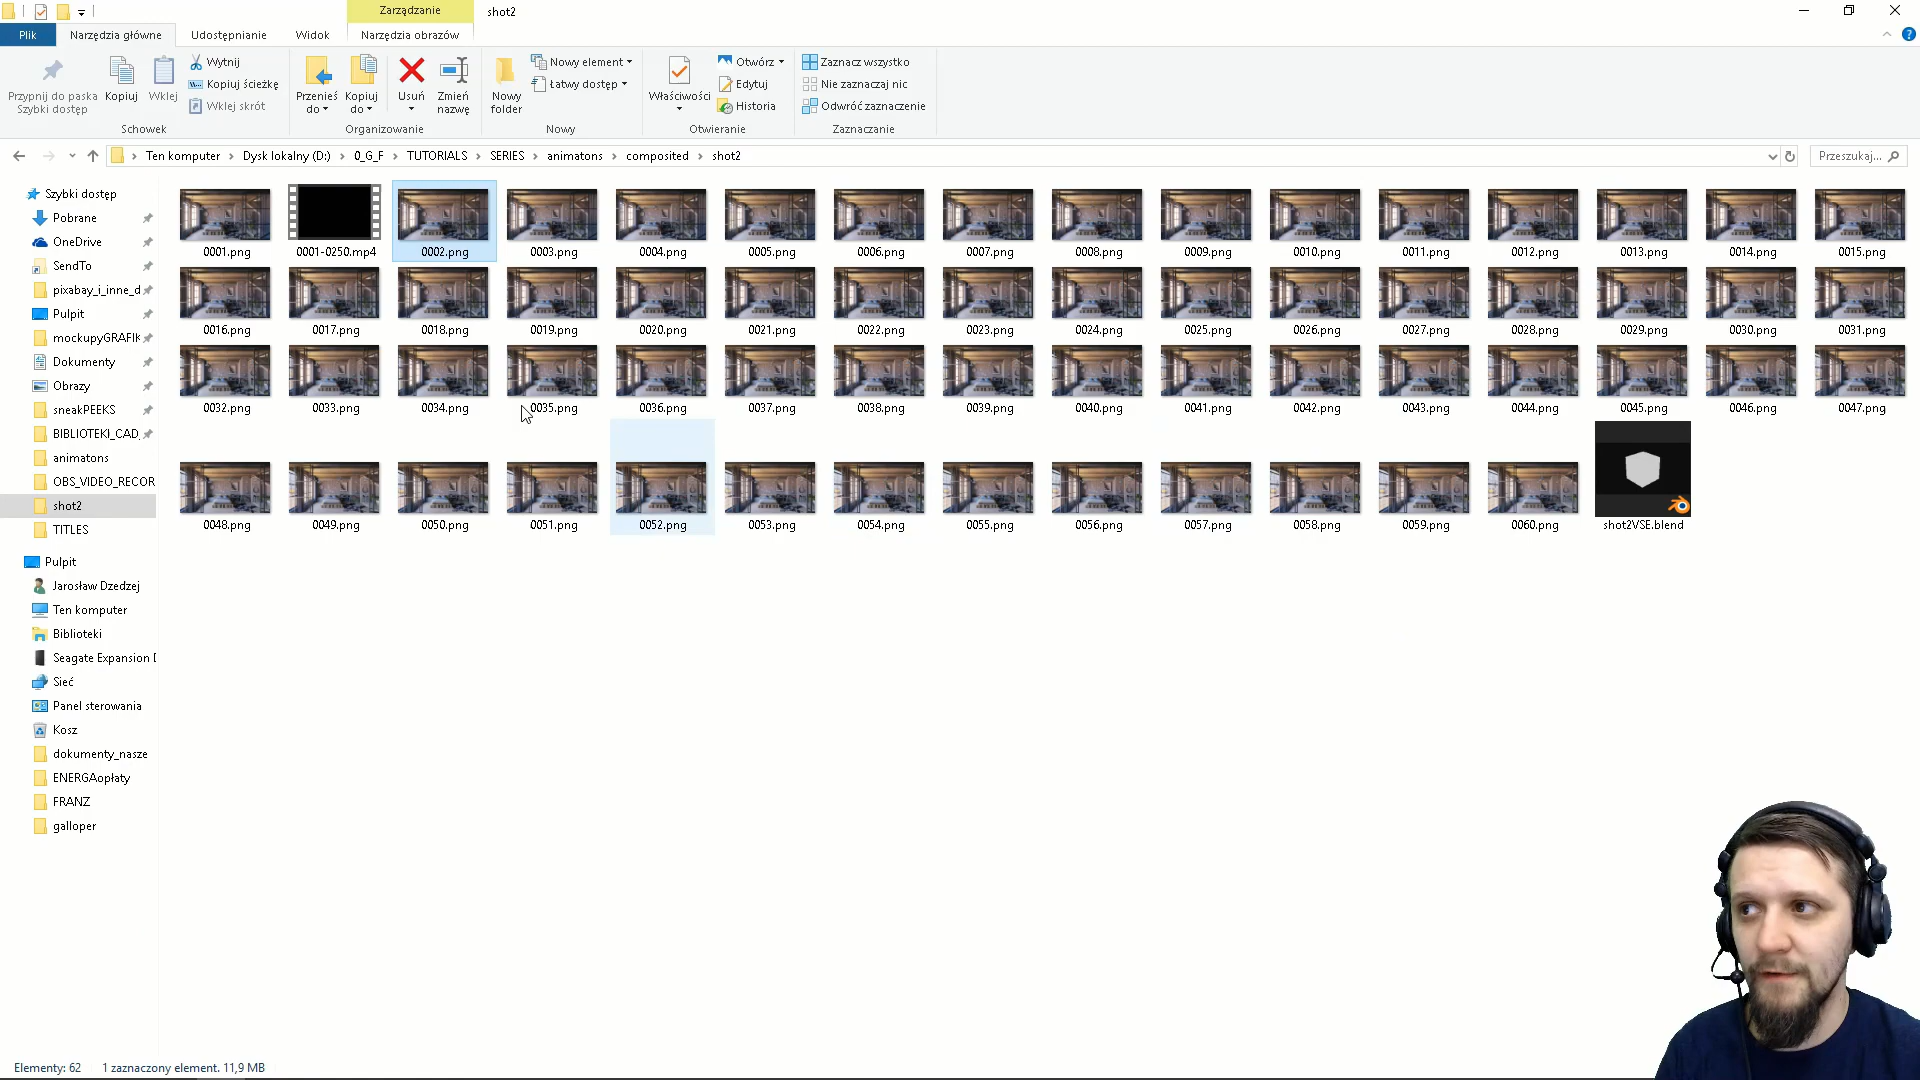 Zarządzanie
shot2
Plik
Narzędzia główne
Udostępnianie
Widok
Narzędzia obrazów
Przypnij do paska
Szybki dostęp
Kopiuj
Wklej
Wytnij
Kopiuj ścieżkę
Wklej skrót
Schowek
Przenieś
do
Kopiuj
do
Usuń
Zmień
nazwę
Organizowanie
Nowy
folder
Nowy element
Łatwy dostęp
Nowy
Właściwości
Otwórz
Edytuj
Historia
Otwieranie
Zaznacz wszystko
Nie zaznaczaj nic
Odwróć zaznaczenie
Zaznaczanie
Ten komputer
Dysk lokalny (D:)
0_G_F
TUTORIALS
SERIES
animatons
composited
shot2
Przeszukaj...
Szybki dostęp
Pobrane
OneDrive
SendTo
pixabay_i_inne_d
Pulpit
mockupyGRAFIK
Dokumenty
Obrazy
sneakPEEKS
BIBLIOTEKI_CAD_
animatons
OBS_VIDEO_RECOR
shot2
TITLES
Pulpit
Jarosław Dzedzej
Ten komputer
Biblioteki
Seagate Expansion D
Sieć
Panel sterowania
Kosz
dokumenty_nasze
ENERGAopłaty
FRANZ
galloper
0001.png 0001-0250.mp4 0002.png 0003.png 0004.png 0005.png 0006.png 0007.png 0008.png 0009.png 0010.png 0011.png 0012.png 0013.png 0014.png 0015.png
0016.png 0017.png 0018.png 0019.png 0020.png 0021.png 0022.png 0023.png 0024.png 0025.png 0026.png 0027.png 0028.png 0029.png 0030.png 0031.png
0032.png 0033.png 0034.png 0035.png 0036.png 0037.png 0038.png 0039.png 0040.png 0041.png 0042.png 0043.png 0044.png 0045.png 0046.png 0047.png
0048.png 0049.png 0050.png 0051.png 0052.png 0053.png 0054.png 0055.png 0056.png 0057.png 0058.png 0059.png 0060.png shot2VSE.blend
Elementy: 62 1 zaznaczony element. 11,9 MB